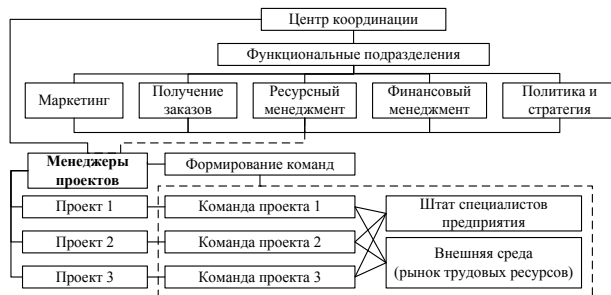 Центр координации
Функциональные подразделения
Маркетинг
Получение
заказов
Ресурсный
менеджмент
Финансовый
менеджмент
Политика и
стратегия
Менеджеры
проектов
Формирование команд
Проект 1
Команда проекта 1
Штат специалистов
предприятия
Проект 2
Команда проекта 2
Внешняя среда
(рынок трудовых ресурсов)
Проект 3
Команда проекта 3